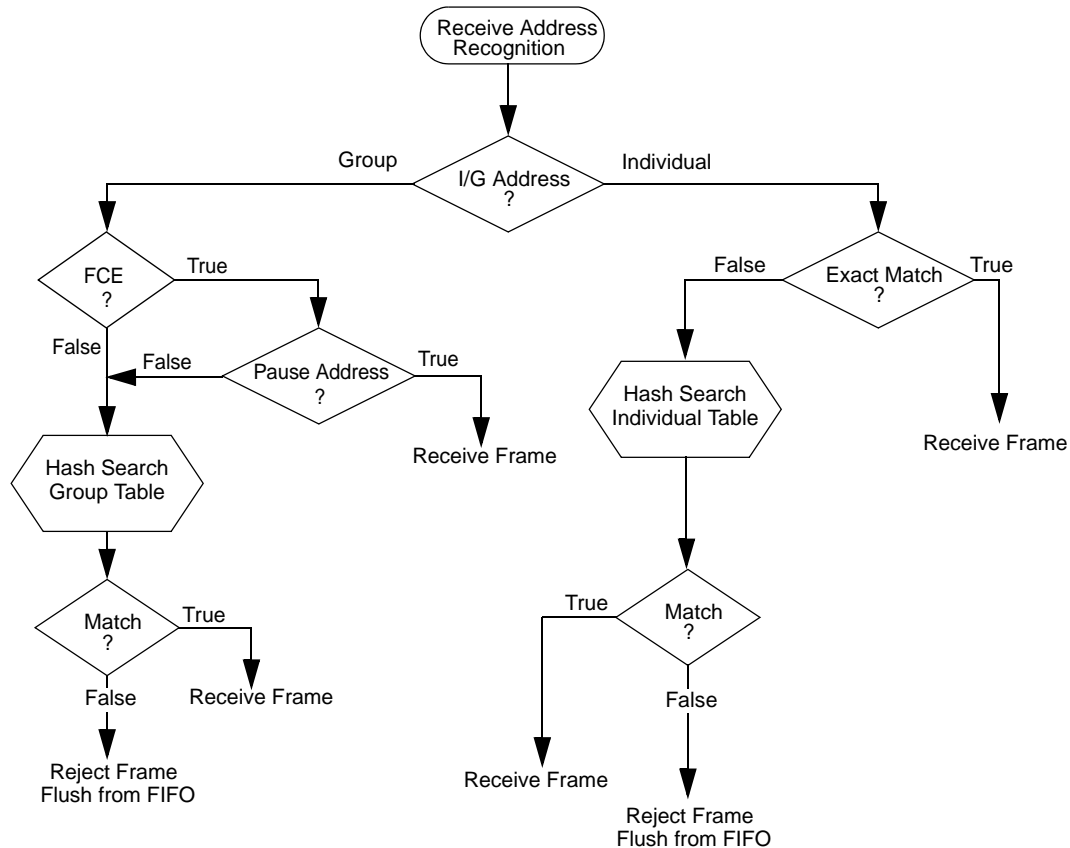 Receive Address
Recognition
Group
I/G Address
?
Individual
FCE
?
True
False
False
Pause Address
?
True
Receive Frame
Hash Search
Group Table
Match
?
True
False
Receive Frame
Reject Frame
Flush from FIFO
False
Exact Match
?
True
Hash Search
Individual Table
Receive Frame
True
Match
?
False
Receive Frame
Reject Frame
Flush from FIFO